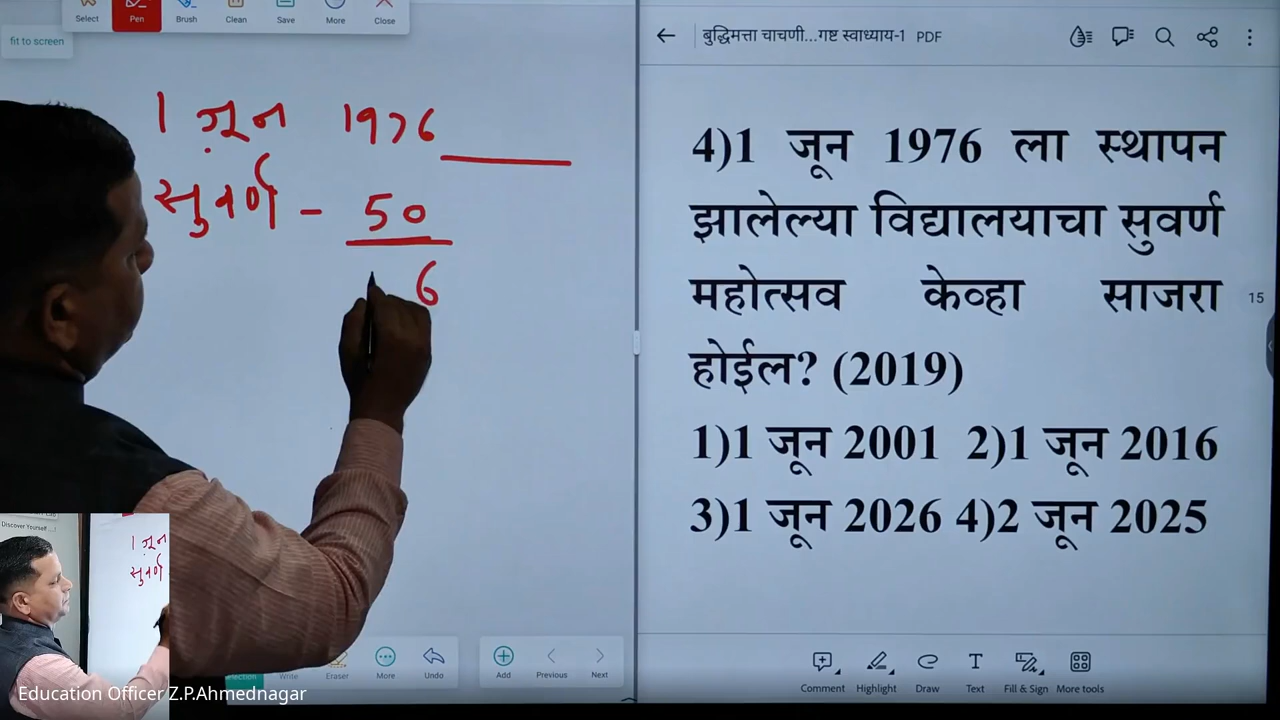 Select Pen Brush Clean Save More Close
fit to screen
1 जून 1976
सुवर्ण - 50
6
बुद्धिमत्ता चाचणी...गष्ट स्वाध्याय-1 PDF
4)1 जून 1976 ला स्थापन
झालेल्या विद्यालयाचा सुवर्ण
महोत्सव केव्हा साजरा
होईल? (2019)
1)1 जून 2001 2)1 जून 2016
3)1 जून 2026 4)2 जून 2025
15
Discover Yourself ....!
1 जून
सुवर्ण
Education Officer Z.P.Ahmednagar
Selection Write Eraser More Undo
Add Previous Next
Comment Highlight Draw Text Fill & Sign More tools